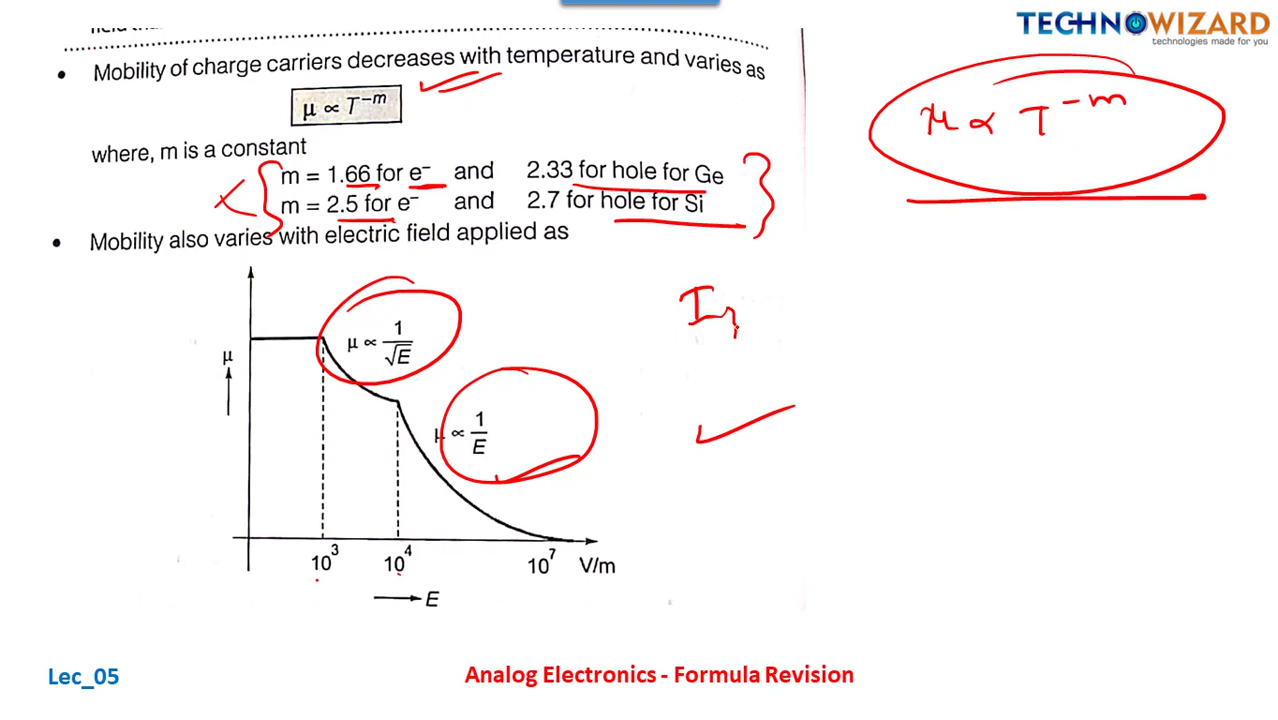 TECHNOWIZARD
technologies made for you
• Mobility of charge carriers decreases with temperature and varies as
μ ∝ T⁻ᵐ
μ ∝ T⁻ᵐ
where, m is a constant
m = 1.66 for e⁻ and 2.33 for hole for Ge
m = 2.5 for e⁻ and 2.7 for hole for Si
• Mobility also varies with electric field applied as
μ ∝ 1/√E
μ
μ ∝ 1/E
10³ 10⁴ 10⁷ V/m
E
Lec_05
Analog Electronics - Formula Revision